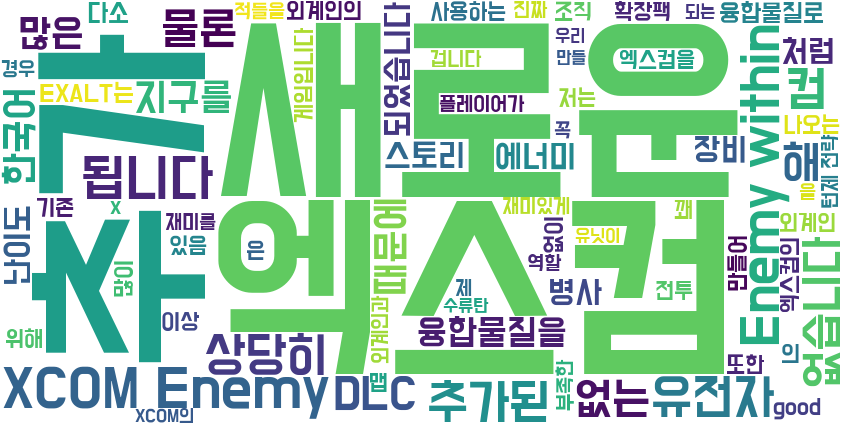 새로운
엑스컴
추가
XCOM Enemy
Enemy within
DLC
추가된
없는
유전자
good
XCOM의
상당히
융합물질을
됩니다
물론
많은
다소
적들을
외계인의
사용하는
진짜
조직
확장팩
되는
융합물질로
우리
만들
처럼
컴
엑스컴을
겁니다
되었습니다
게임입니다
플레이어가
저는
꼭
나오는
경우
EXALT는
지구를
한국어
스토리
에너미
장비
해
을
턴제 전략
기존
x
재미를
있음
은
때문에
재미있게
꽤
외계인
난이도
많이
유닛이
없이
역할
만들어
엑스컴의
없습니다
위해
이상
외계인과
제
수류탄
병사
전투
인
맵
부족한
또한